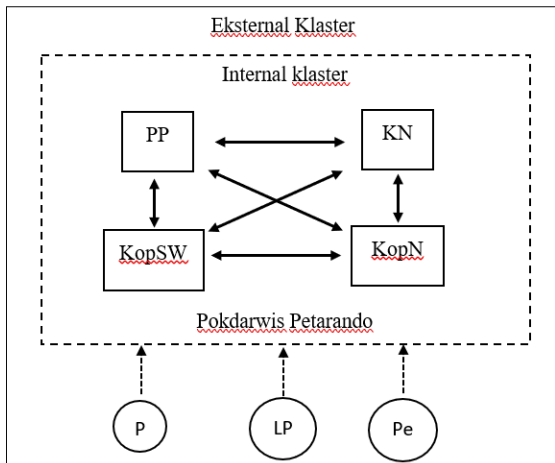 Eksternal Klaster
Internal klaster
PP
KN
KopSW
KopN
Pokdarwis Petarando
P
LP
Pe